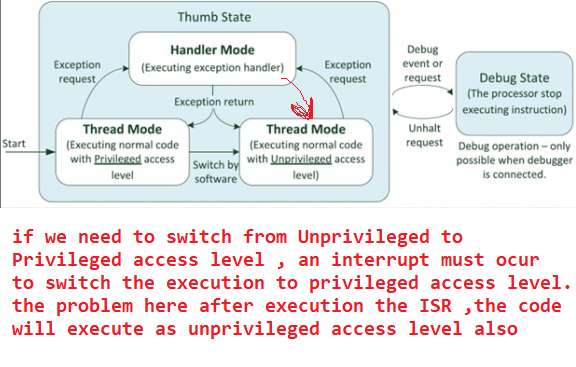 Thumb State
Handler Mode
(Executing exception handler)
Exception
request
Exception
request
Exception return
Start
Thread Mode
(Executing normal code
with Privileged access
level
Switch by
software
Thread Mode
(Executing normal code
with Unprivileged access
level)
Debug
event or
request
Unhalt
request
Debug State
(The processor stop
executing instruction)
Debug operation – only
possible when debugger
is connected.
if we need to switch from Unprivileged to
Privileged access level , an interrupt must ocur
to switch the execution to privileged access level.
the problem here after execution the ISR ,the code
will execute as unprivileged access level also